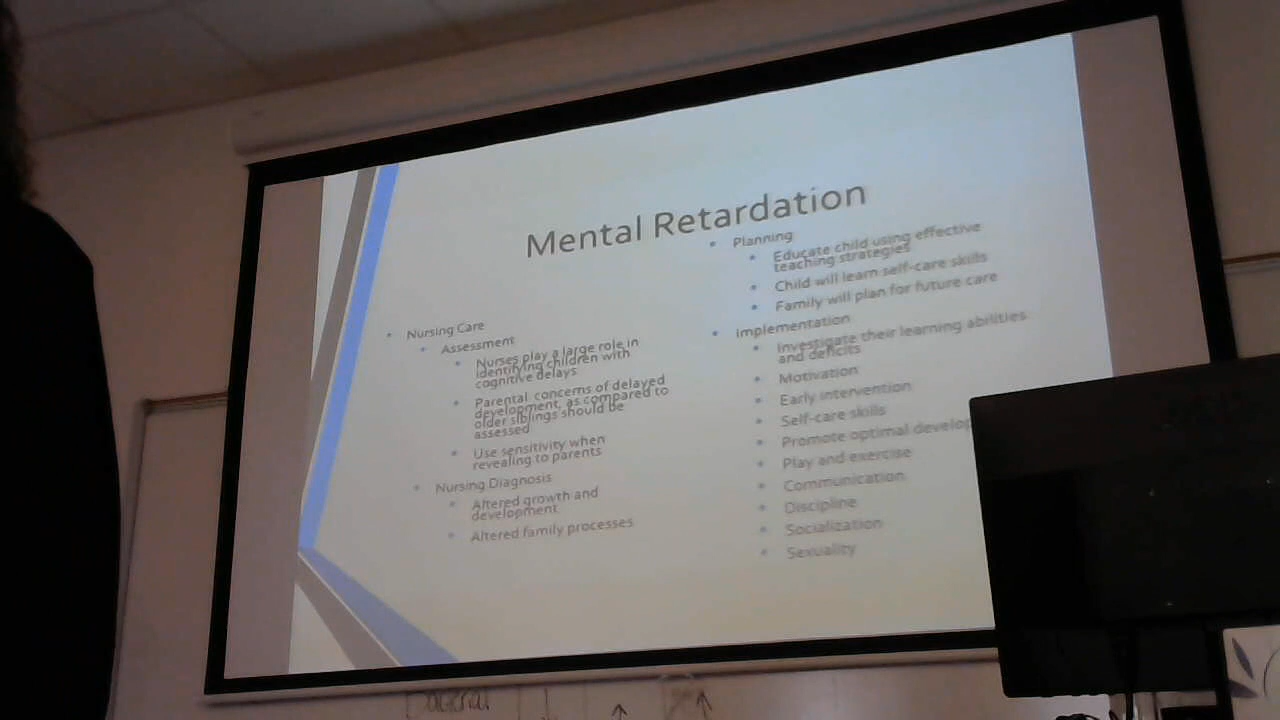 Mental Retardation
Nursing Care
Assessment
Nurses play a large role in
identifying children with
cognitive delays
Parental concerns of delayed
development, as compared to
older siblings should be
assessed
Use sensitivity when
revealing to parents
Nursing Diagnosis
Altered growth and
development
Altered family processes
Planning
Educate child using effective
teaching strategies
Child will learn self-care skills
Family will plan for future care
Implementation
Investigate their learning abilities
and deficits
Motivation
Early intervention
Self-care skills
Promote optimal develop
Play and exercise
Communication
Discipline
Socialization
Sexuality